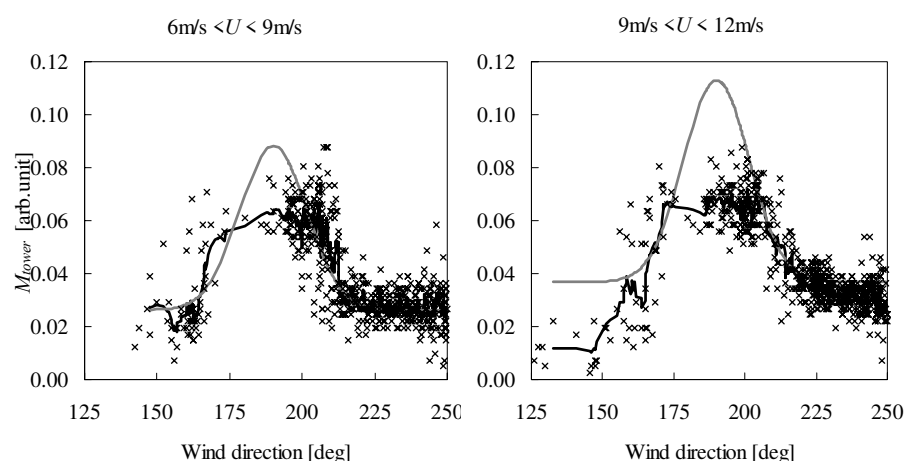 6m/s <U < 9m/s
9m/s <U < 12m/s
M_tower [arb.unit]
0.12
0.10
0.08
0.06
0.04
0.02
0.00
125 150 175 200 225 250
Wind direction [deg]
0.12
0.10
0.08
0.06
0.04
0.02
0.00
125 150 175 200 225 250
Wind direction [deg]